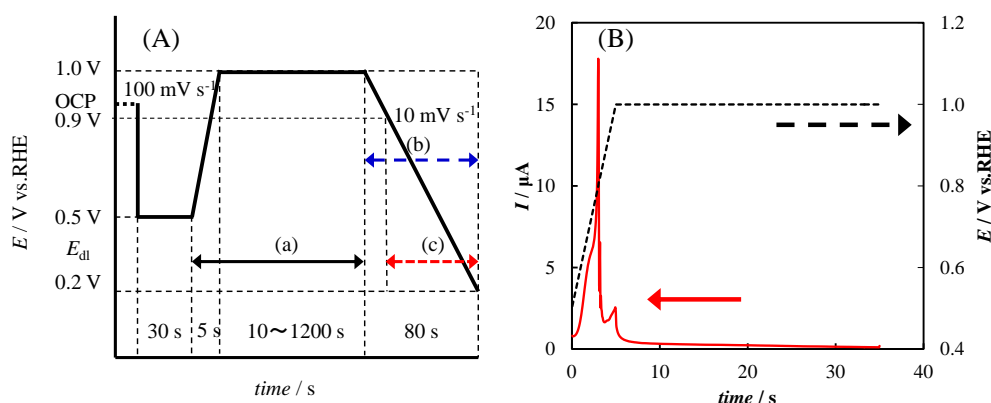 (A)
1.0 V
100 mV s⁻¹
OCP
0.9 V
10 mV s⁻¹
(b)
0.5 V
E_dl
(a)
(c)
0.2 V
30 s
5 s
10～1200 s
80 s
time / s
E / V vs.RHE
(B)
20
15
10
5
0
I / μA
1.2
1.0
0.8
0.6
0.4
E / V vs.RHE
0
10
20
30
40
time / s